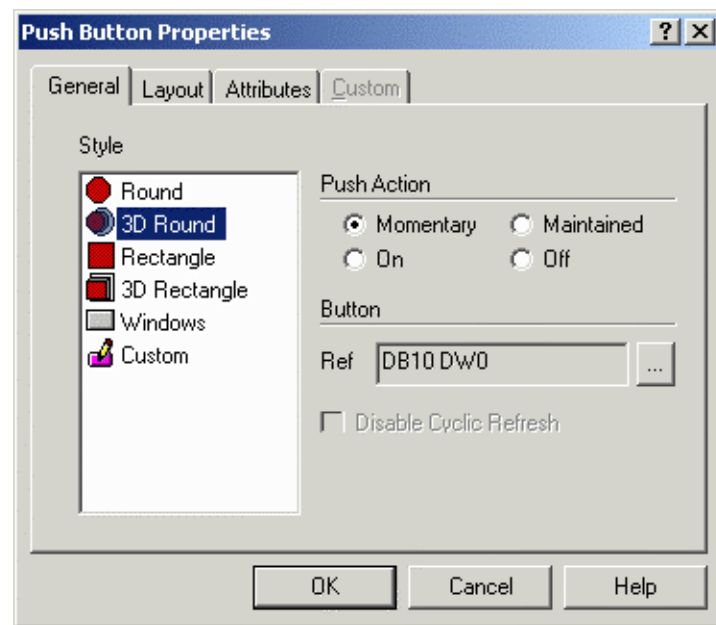 Push Button Properties
General Layout Attributes Custom
Style
Round
3D Round
Rectangle
3D Rectangle
Windows
Custom
Push Action
Momentary Maintained
On Off
Button
Ref DB10 DW0 ...
Disable Cyclic Refresh
OK Cancel Help